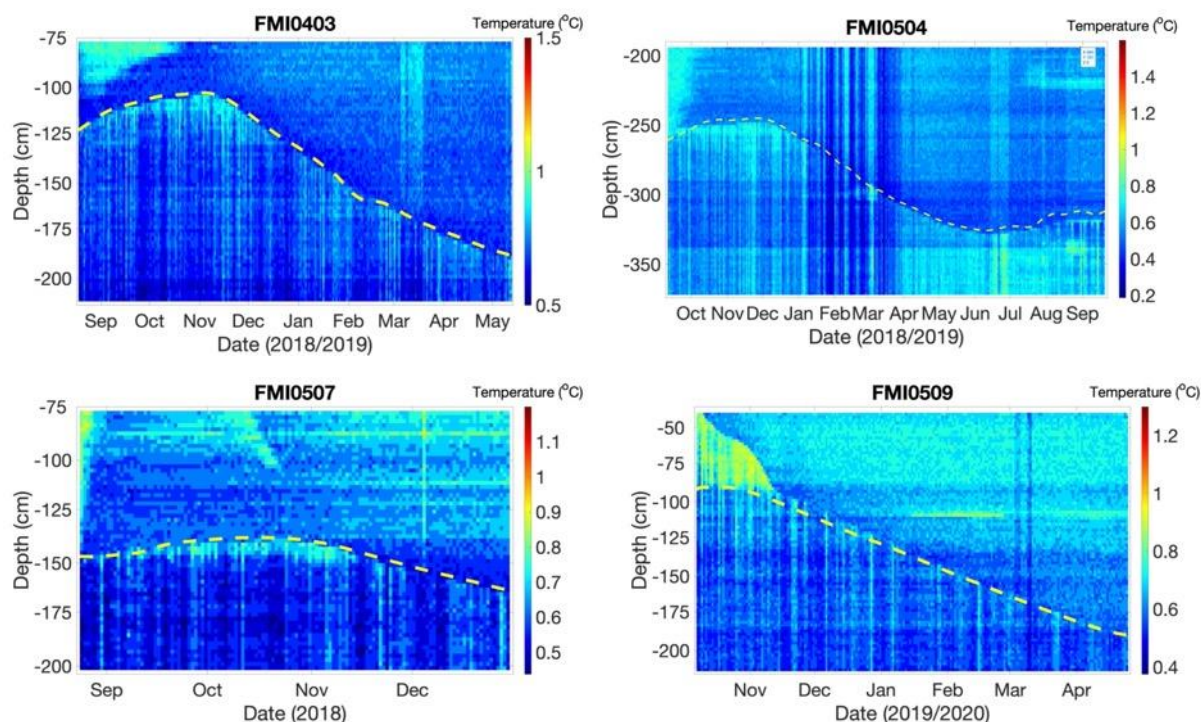 FMI0403
Temperature (°C)
-75
-100
-125
-150
-175
-200
Depth (cm)
1.5
1
0.5
Sep Oct Nov Dec Jan Feb Mar Apr May
Date (2018/2019)
FMI0504
Temperature (°C)
-200
-250
-300
-350
Depth (cm)
1.4
1.2
1
0.8
0.6
0.4
0.2
Oct Nov Dec Jan Feb Mar Apr May Jun Jul Aug Sep
Date (2018/2019)
FMI0507
Temperature (°C)
-75
-100
-125
-150
-175
-200
Depth (cm)
1.1
1
0.9
0.8
0.7
0.6
0.5
Sep Oct Nov Dec
Date (2018)
FMI0509
Temperature (°C)
-50
-75
-100
-125
-150
-175
-200
Depth (cm)
1.2
1
0.8
0.6
0.4
Nov Dec Jan Feb Mar Apr
Date (2019/2020)